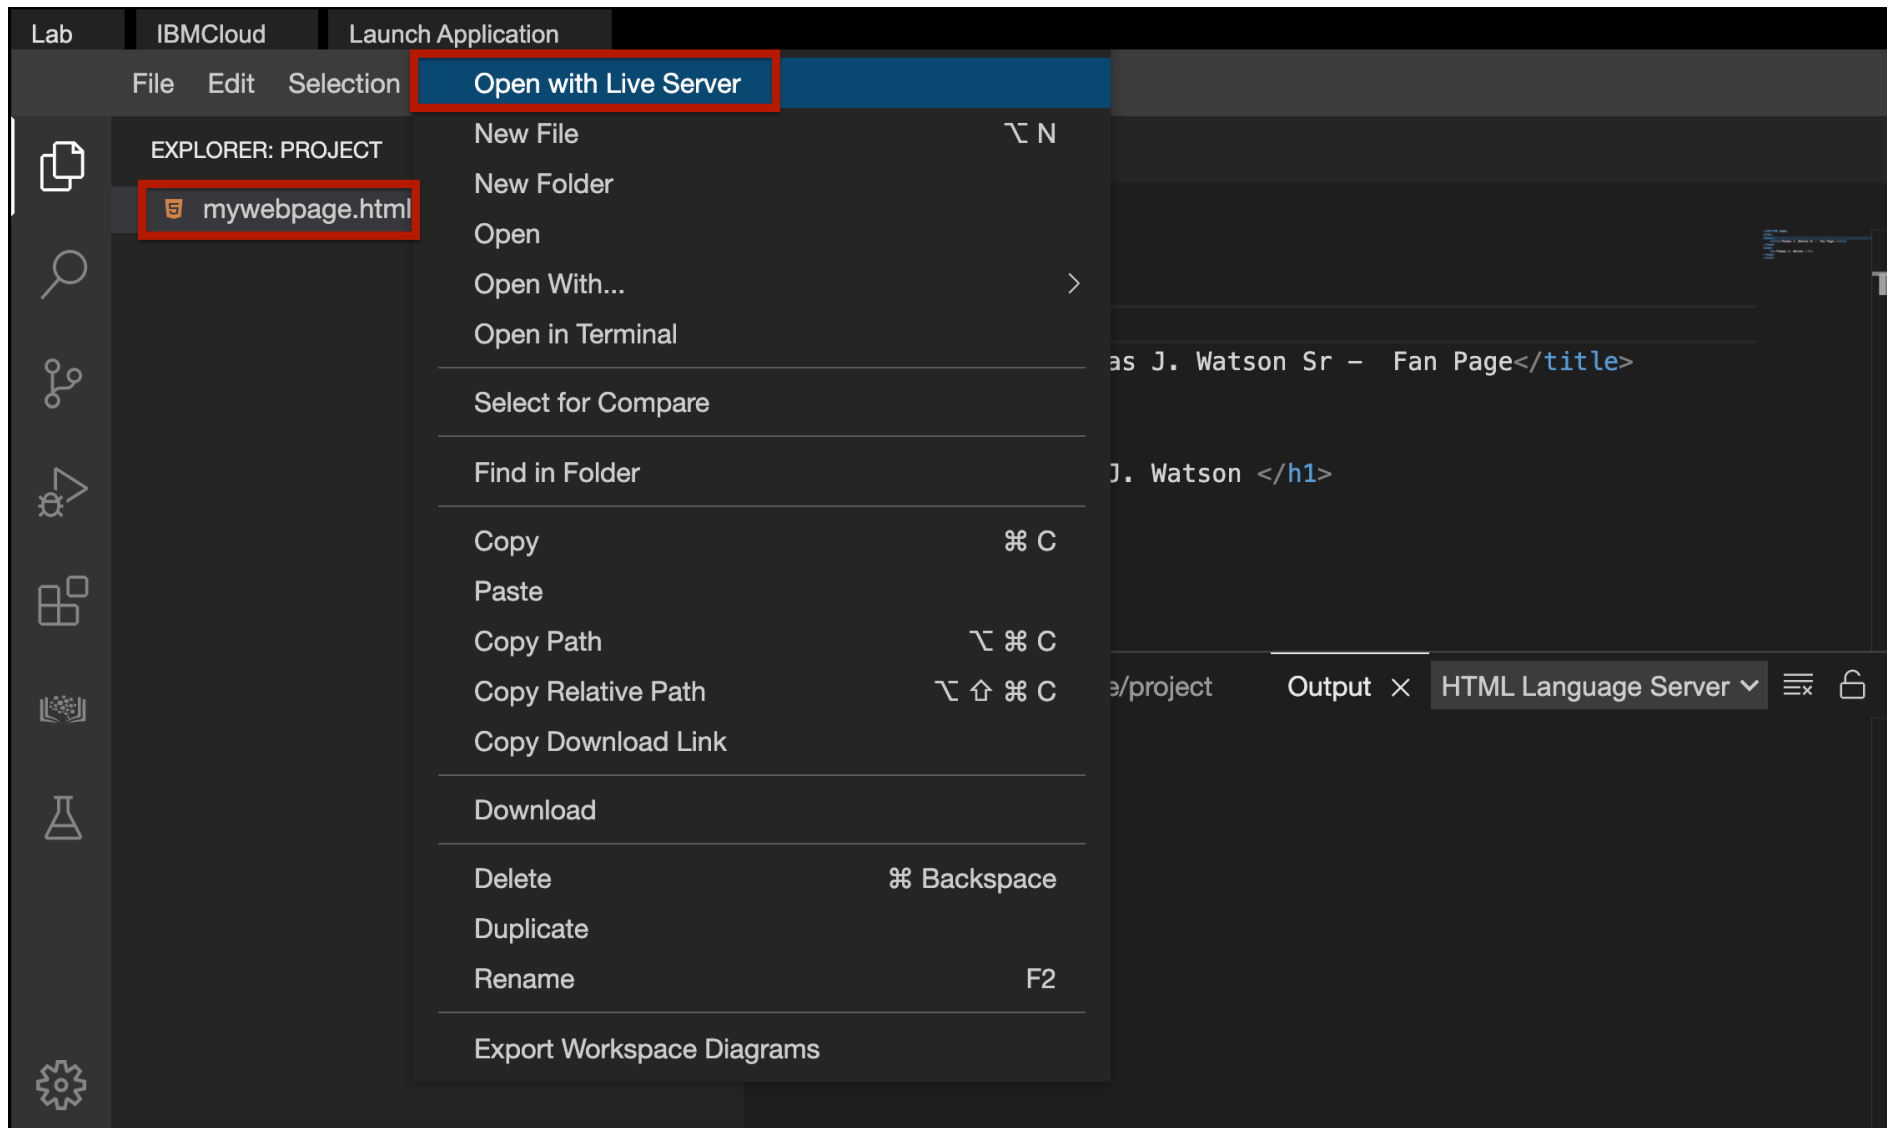 Lab IBMCloud Launch Application
File Edit Selection Open with Live Server
New File ⌥ N
EXPLORER: PROJECT
New Folder
mywebpage.html
Open
Open With...
Open in Terminal
as J. Watson Sr – Fan Page</title>
Select for Compare
Find in Folder
J. Watson </h1>
Copy ⌘ C
Paste
Copy Path ⌥ ⌘ C
Copy Relative Path ⌥ ⇧ ⌘ C
e/project Output HTML Language Server
Copy Download Link
Download
Delete ⌘ Backspace
Duplicate
Rename F2
Export Workspace Diagrams